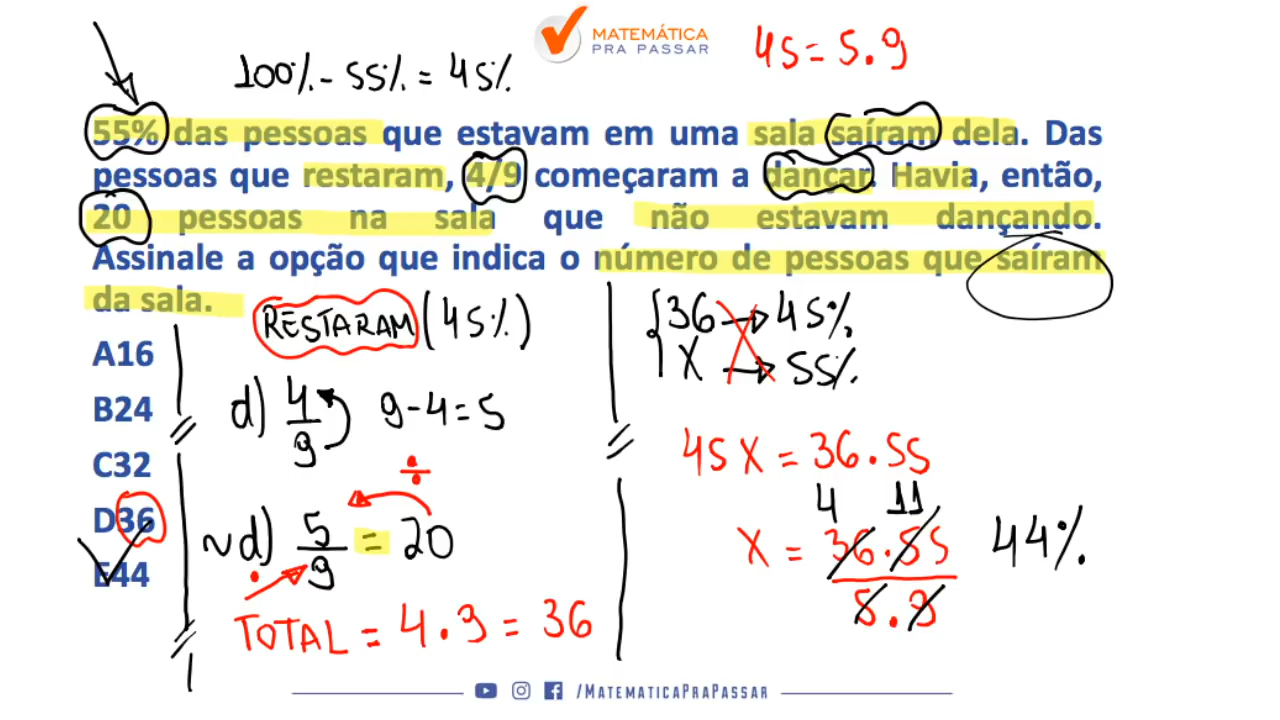 MATEMÁTICA
PRA PASSAR
45 = 5.9
100% - 55% = 45%
55% das pessoas que estavam em uma sala saíram dela. Das
pessoas que restaram, 4/9 começaram a dançar. Havia, então,
20 pessoas na sala que não estavam dançando.
Assinale a opção que indica o número de pessoas que saíram
da sala.
A16
B24
C32
D36
E44
RESTARAM (45%)
d) 4/9 9-4=5
÷
~d) 5/9 = 20
TOTAL = 4.9 = 36
36 → 45%
X → 55%
45X = 36.55
4 11
X = 36.55 44%
5.9
/MATEMATICAPRAPASSAR